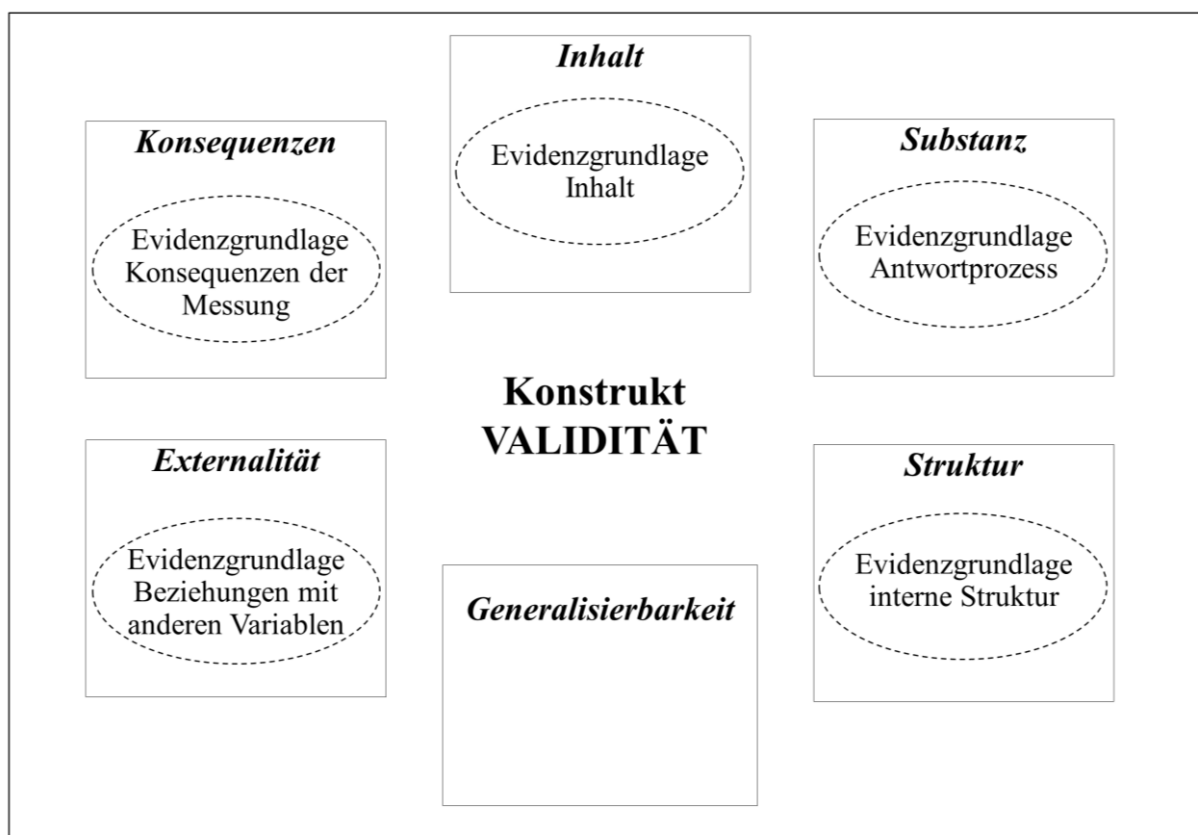 Inhalt
Evidenzgrundlage
Inhalt
Konsequenzen
Evidenzgrundlage
Konsequenzen der
Messung
Substanz
Evidenzgrundlage
Antwortprozess
Konstrukt
VALIDITÄT
Externalität
Evidenzgrundlage
Beziehungen mit
anderen Variablen
Generalisierbarkeit
Struktur
Evidenzgrundlage
interne Struktur